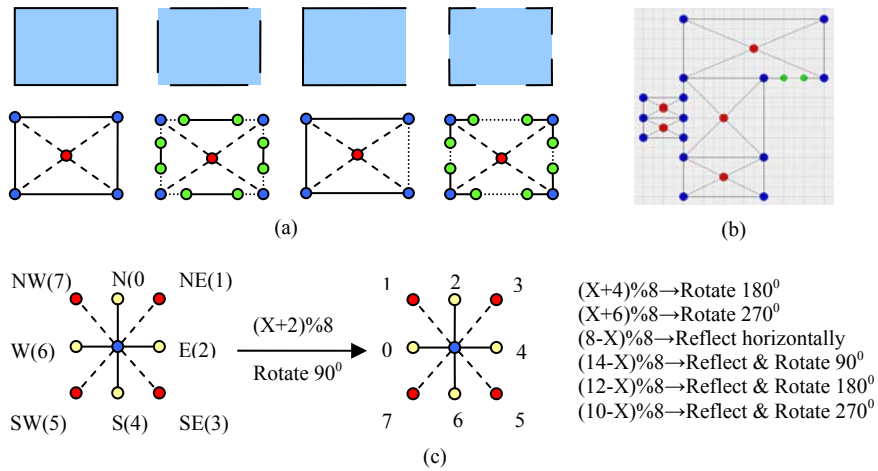 (a)
(b)
NW(7) N(0 NE(1)
W(6) E(2)
SW(5) S(4) SE(3)
(X+2)%8
Rotate 90⁰
1 2 3
0 4
7 6 5
(X+4)%8→Rotate 180⁰
(X+6)%8→Rotate 270⁰
(8-X)%8→Reflect horizontally
(14-X)%8→Reflect & Rotate 90⁰
(12-X)%8→Reflect & Rotate 180⁰
(10-X)%8→Reflect & Rotate 270⁰
(c)